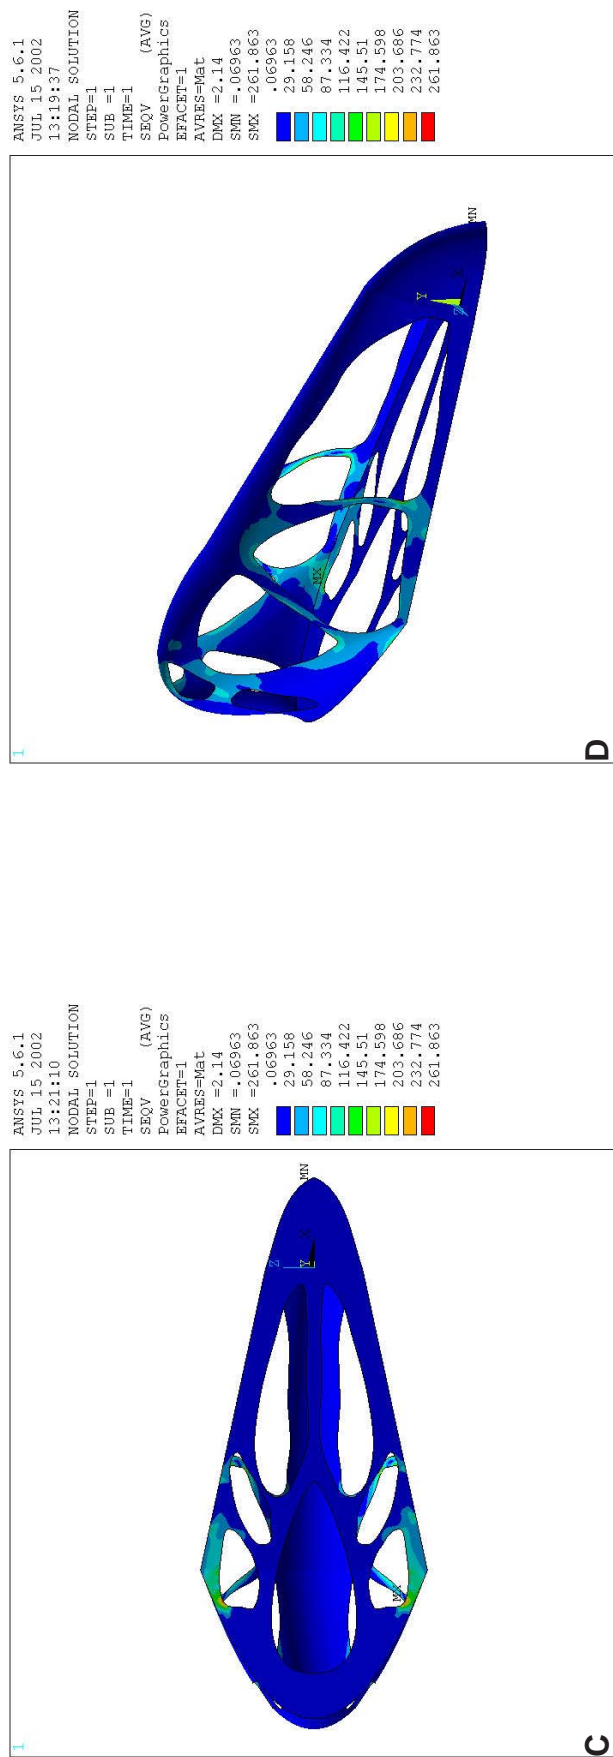 1
ANSYS 5.6.1
JUL 15 2002
13:21:10
NODAL SOLUTION
STEP=1
SUB =1
TIME=1
SEQV (AVG)
PowerGraphics
EFACET=1
AVRES=Mat
DMX =2.14
SMN =.06963
SMX =261.863
.06963
29.158
58.246
87.334
116.422
145.51
174.598
203.686
232.774
261.863
MN
X
Y
Z
MX
C
1
ANSYS 5.6.1
JUL 15 2002
13:19:37
NODAL SOLUTION
STEP=1
SUB =1
TIME=1
SEQV (AVG)
PowerGraphics
EFACET=1
AVRES=Mat
DMX =2.14
SMN =.06963
SMX =261.863
.06963
29.158
58.246
87.334
116.422
145.51
174.598
203.686
232.774
261.863
MN
X
Y
Z
MX
D